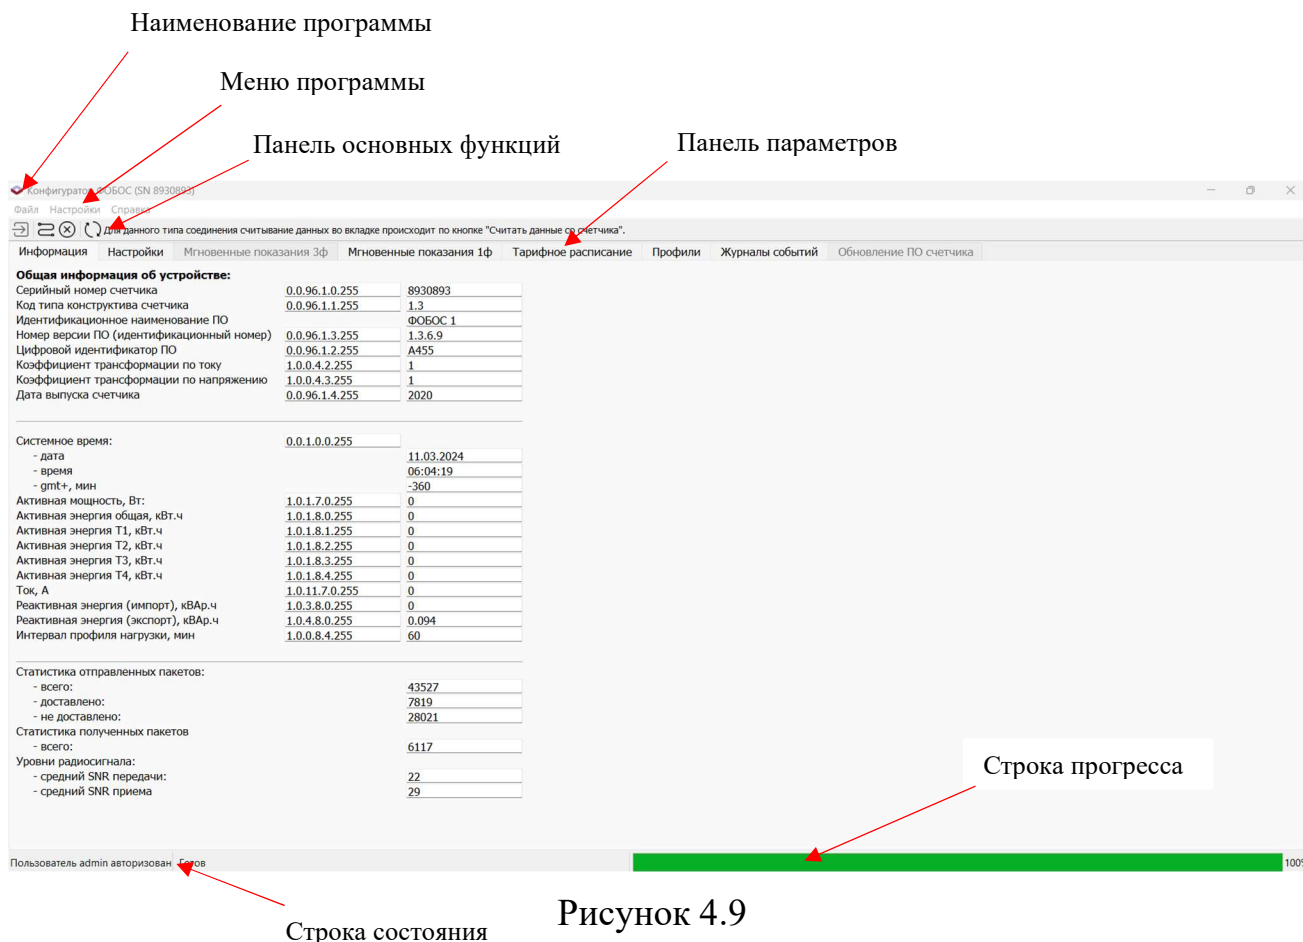 Наименование программы
Меню программы
Панель основных функций
Панель параметров
Конфигуратор ФОБОС (SN 8930893)
Файл Настройки Справка
Для данного типа соединения считывание данных во вкладке происходит по кнопке "Считать данные со счетчика".
Информация Настройки Мгновенные показания 3ф Мгновенные показания 1ф Тарифное расписание Профили Журналы событий Обновление ПО счетчика
Общая информация об устройстве:
Серийный номер счетчика 0.0.96.1.0.255 8930893
Код типа конструктива счетчика 0.0.96.1.1.255 1.3
Идентификационное наименование ПО ФОБОС 1
Номер версии ПО (идентификационный номер) 0.0.96.1.3.255 1.3.6.9
Цифровой идентификатор ПО 0.0.96.1.2.255 A455
Коэффициент трансформации по току 1.0.0.4.2.255 1
Коэффициент трансформации по напряжению 1.0.0.4.3.255 1
Дата выпуска счетчика 0.0.96.1.4.255 2020
Системное время: 0.0.1.0.0.255
- дата 11.03.2024
- время 06:04:19
- gmt+, мин -360
Активная мощность, Вт: 1.0.1.7.0.255 0
Активная энергия общая, кВт.ч 1.0.1.8.0.255 0
Активная энергия Т1, кВт.ч 1.0.1.8.1.255 0
Активная энергия Т2, кВт.ч 1.0.1.8.2.255 0
Активная энергия Т3, кВт.ч 1.0.1.8.3.255 0
Активная энергия Т4, кВт.ч 1.0.1.8.4.255 0
Ток, А 1.0.11.7.0.255 0
Реактивная энергия (импорт), кВАр.ч 1.0.3.8.0.255 0
Реактивная энергия (экспорт), кВАр.ч 1.0.4.8.0.255 0.094
Интервал профиля нагрузки, мин 1.0.0.8.4.255 60
Статистика отправленных пакетов:
- всего: 43527
- доставлено: 7819
- не доставлено: 28021
Статистика полученных пакетов
- всего: 6117
Уровни радиосигнала:
- средний SNR передачи: 22
- средний SNR приема 29
Строка прогресса
Пользователь admin авторизован Готов 100%
Рисунок 4.9
Строка состояния